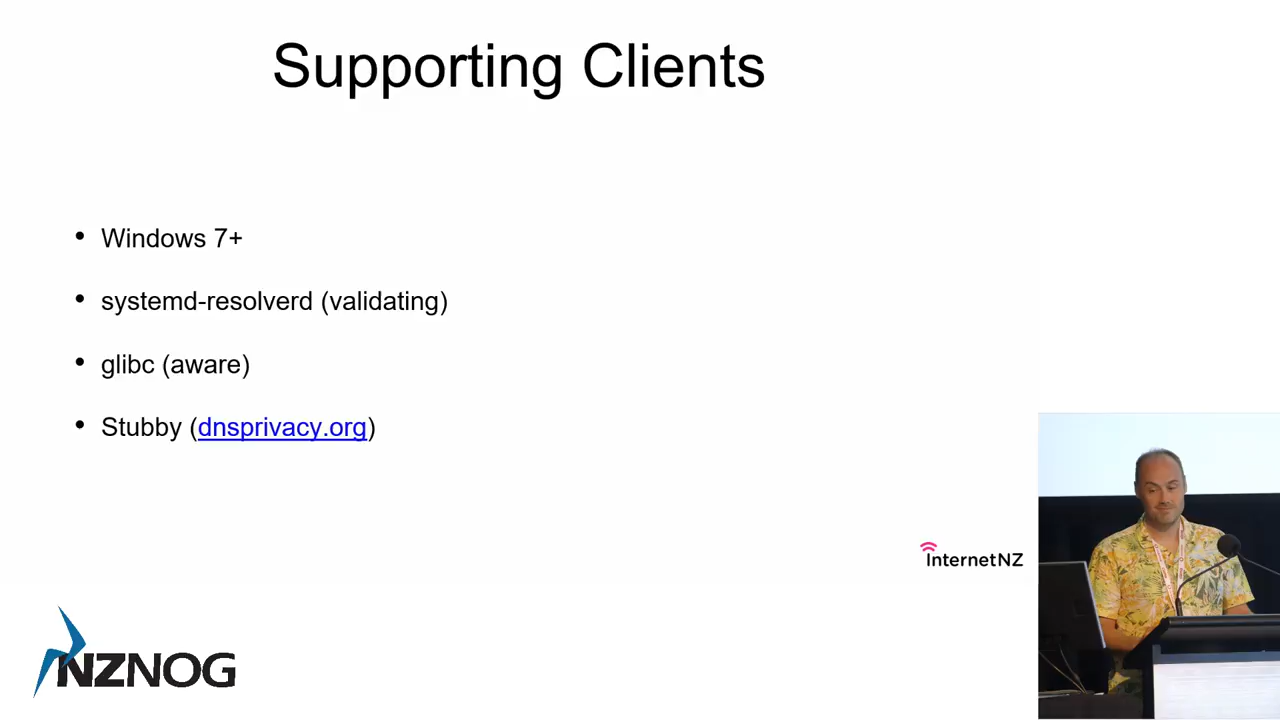 Supporting Clients
• Windows 7+
• systemd-resolverd (validating)
• glibc (aware)
• Stubby (dnsprivacy.org)
InternetNZ
NZNOG